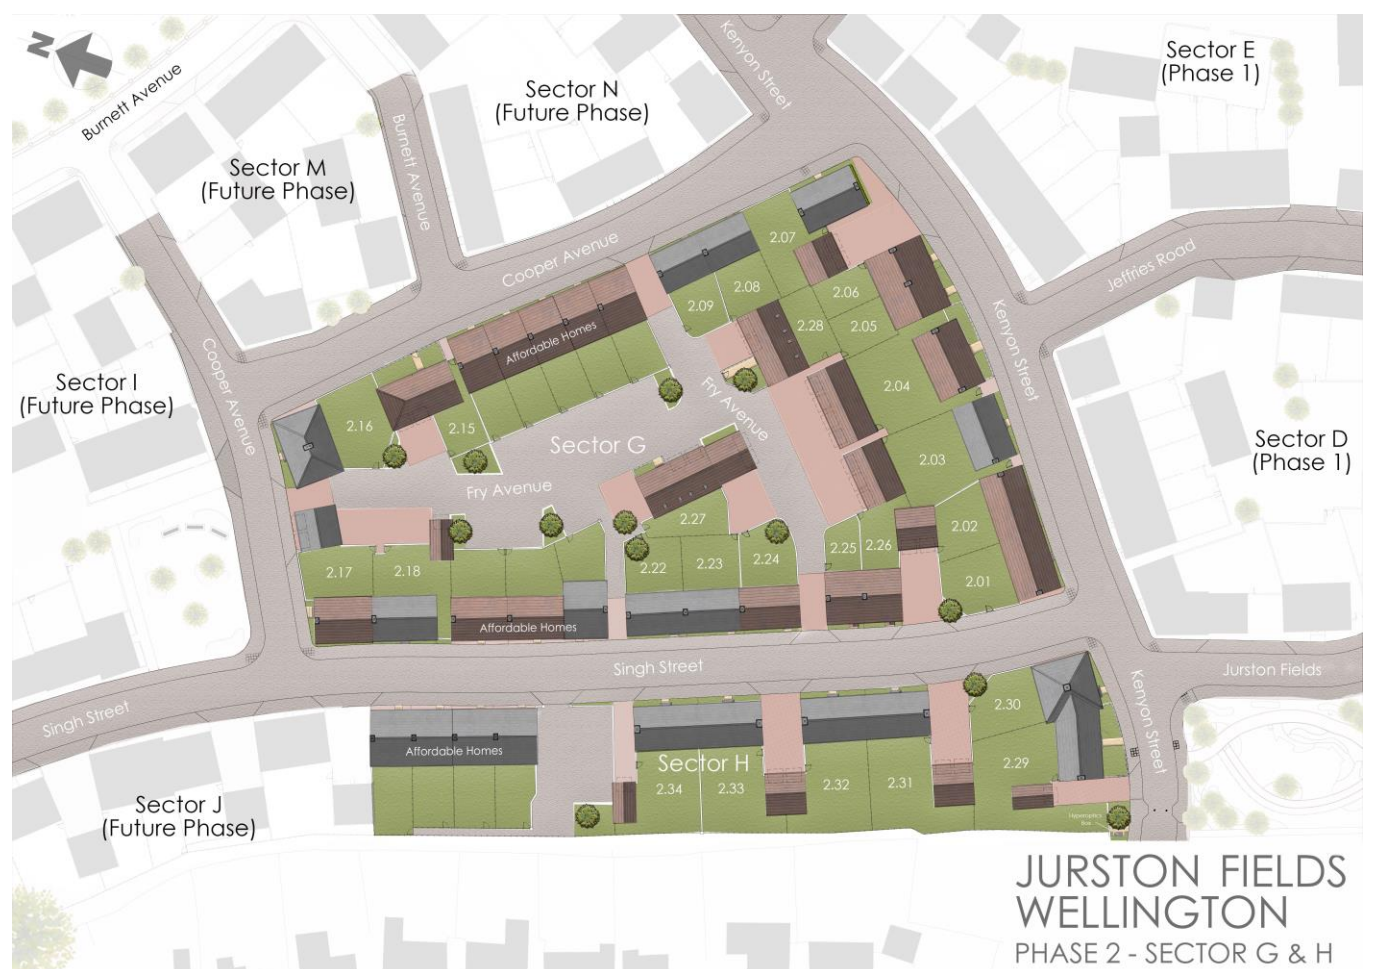 N
Burnett Avenue
Sector M
(Future Phase)
Burnett Avenue
Sector N
(Future Phase)
Kenyon Street
Sector E
(Phase 1)
Cooper Avenue
Jeffries Road
Sector I
(Future Phase)
Cooper Avenue
Kenyon Street
Sector D
(Phase 1)
2.07
2.08
2.09
2.06
2.05
2.28
2.04
2.03
Affordable Homes
2.16
2.15
Sector G
Fry Avenue
Fry Avenue
2.27
2.02
2.01
2.17
2.18
2.22
2.23
2.24
2.25
2.26
Affordable Homes
Singh Street
Singh Street
Kenyon Street
Jurston Fields
Affordable Homes
Sector H
2.34
2.33
2.32
2.31
2.30
2.29
Sector J
(Future Phase)
JURSTON FIELDS
WELLINGTON
PHASE 2 - SECTOR G & H